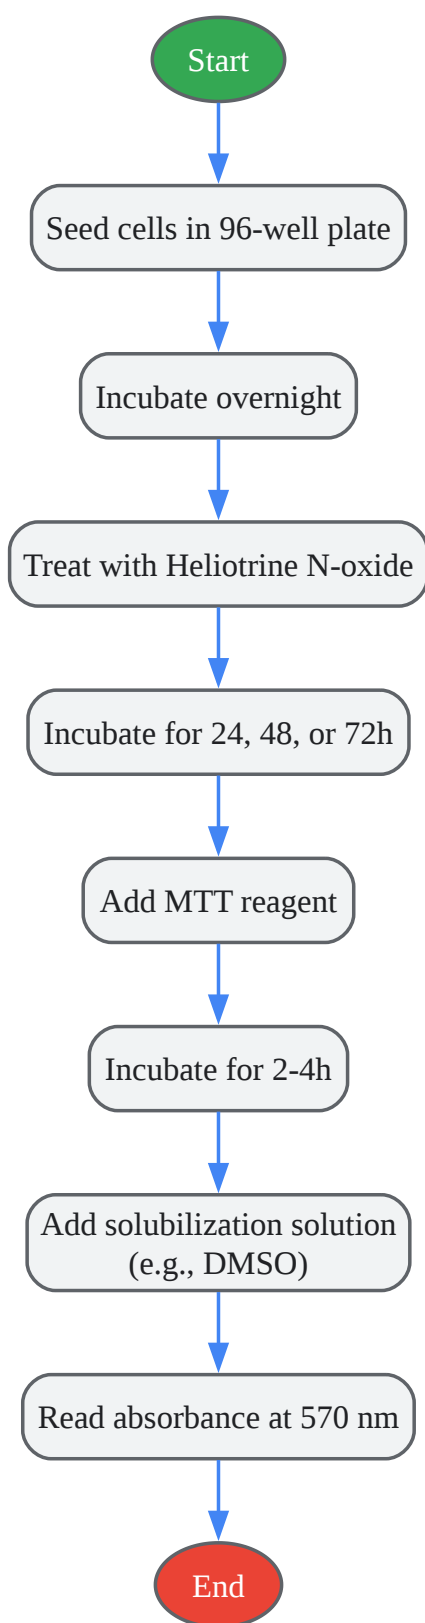 Start
Seed cells in 96-well plate
Incubate overnight
Treat with Heliotrine N-oxide
Incubate for 24, 48, or 72h
Add MTT reagent
Incubate for 2-4h
Add solubilization solution
(e.g., DMSO)
Read absorbance at 570 nm
End